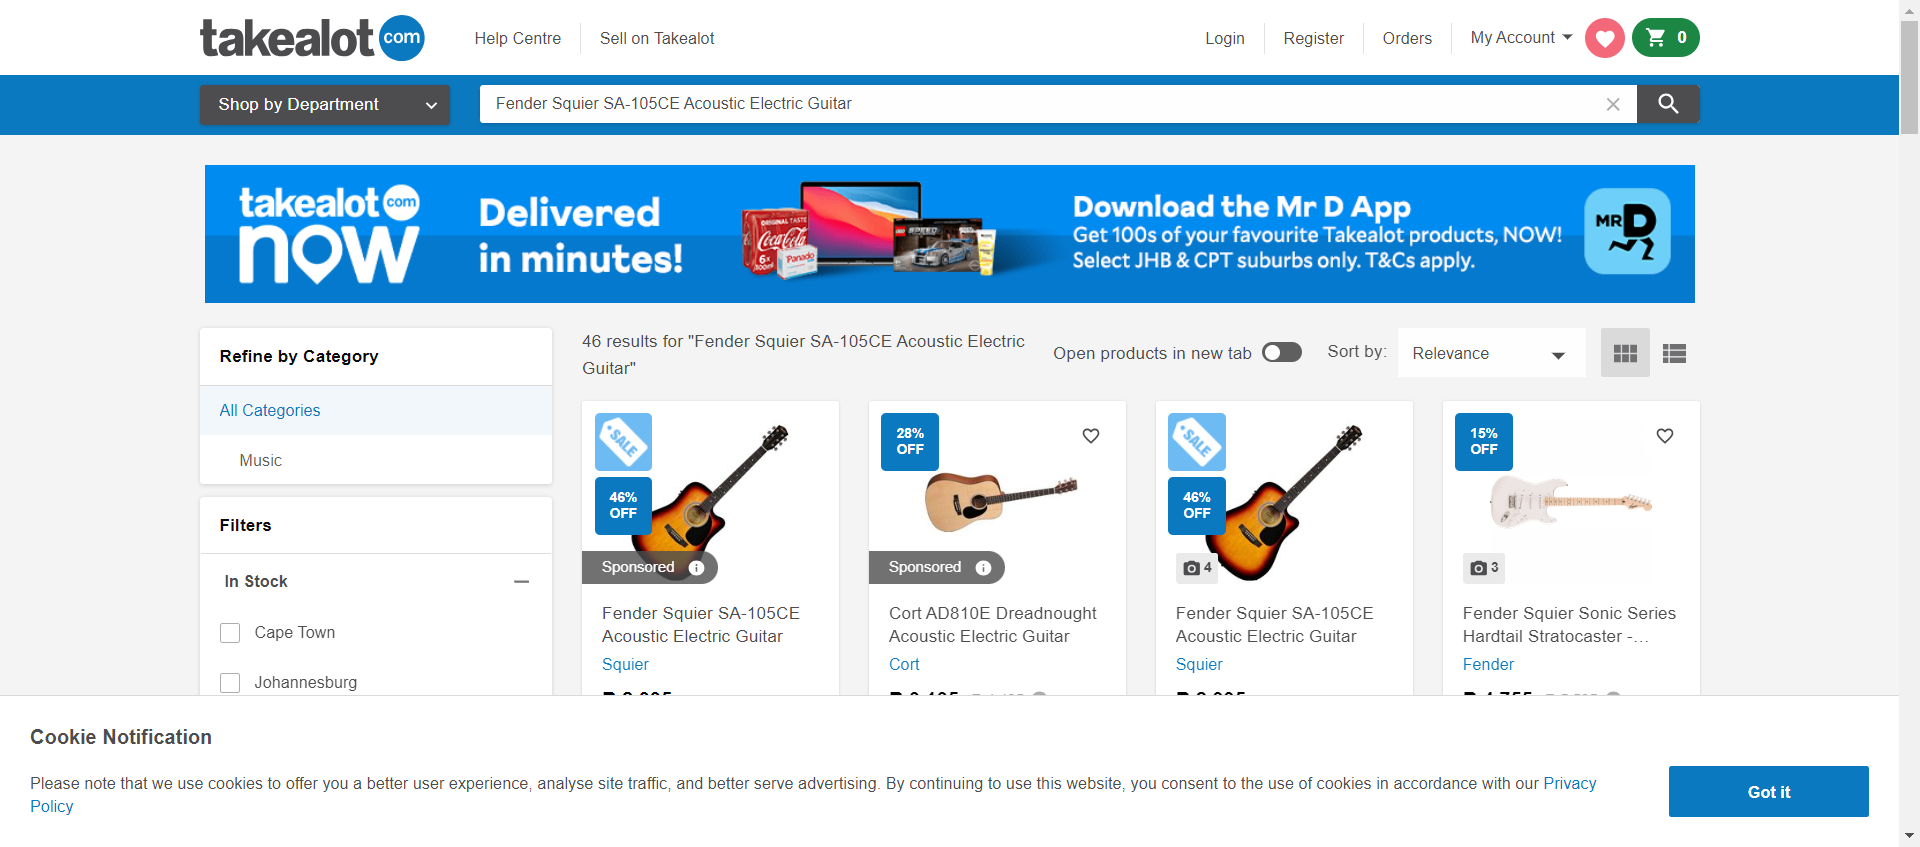 takealot com
Help Centre
Sell on Takealot
Login
Register
Orders
My Account
0
Shop by Department
Fender Squier SA-105CE Acoustic Electric Guitar
takealot com
now
Delivered
in minutes!
ORIGINAL TASTE
Coca-Cola
6x
300ml
Panado
SPEED
Download the Mr D App
Get 100s of your favourite Takealot products, NOW!
Select JHB & CPT suburbs only. T&Cs apply.
MR D
Refine by Category
All Categories
Music
Filters
In Stock
Cape Town
Johannesburg
46 results for "Fender Squier SA-105CE Acoustic Electric
Guitar"
Open products in new tab
Sort by:
Relevance
SALE
46%
OFF
Sponsored
Fender Squier SA-105CE
Acoustic Electric Guitar
Squier
28%
OFF
Sponsored
Cort AD810E Dreadnought
Acoustic Electric Guitar
Cort
SALE
46%
OFF
4
Fender Squier SA-105CE
Acoustic Electric Guitar
Squier
15%
OFF
3
Fender Squier Sonic Series
Hardtail Stratocaster -...
Fender
Cookie Notification
Please note that we use cookies to offer you a better user experience, analyse site traffic, and better serve advertising. By continuing to use this website, you consent to the use of cookies in accordance with our Privacy
Policy
Got it